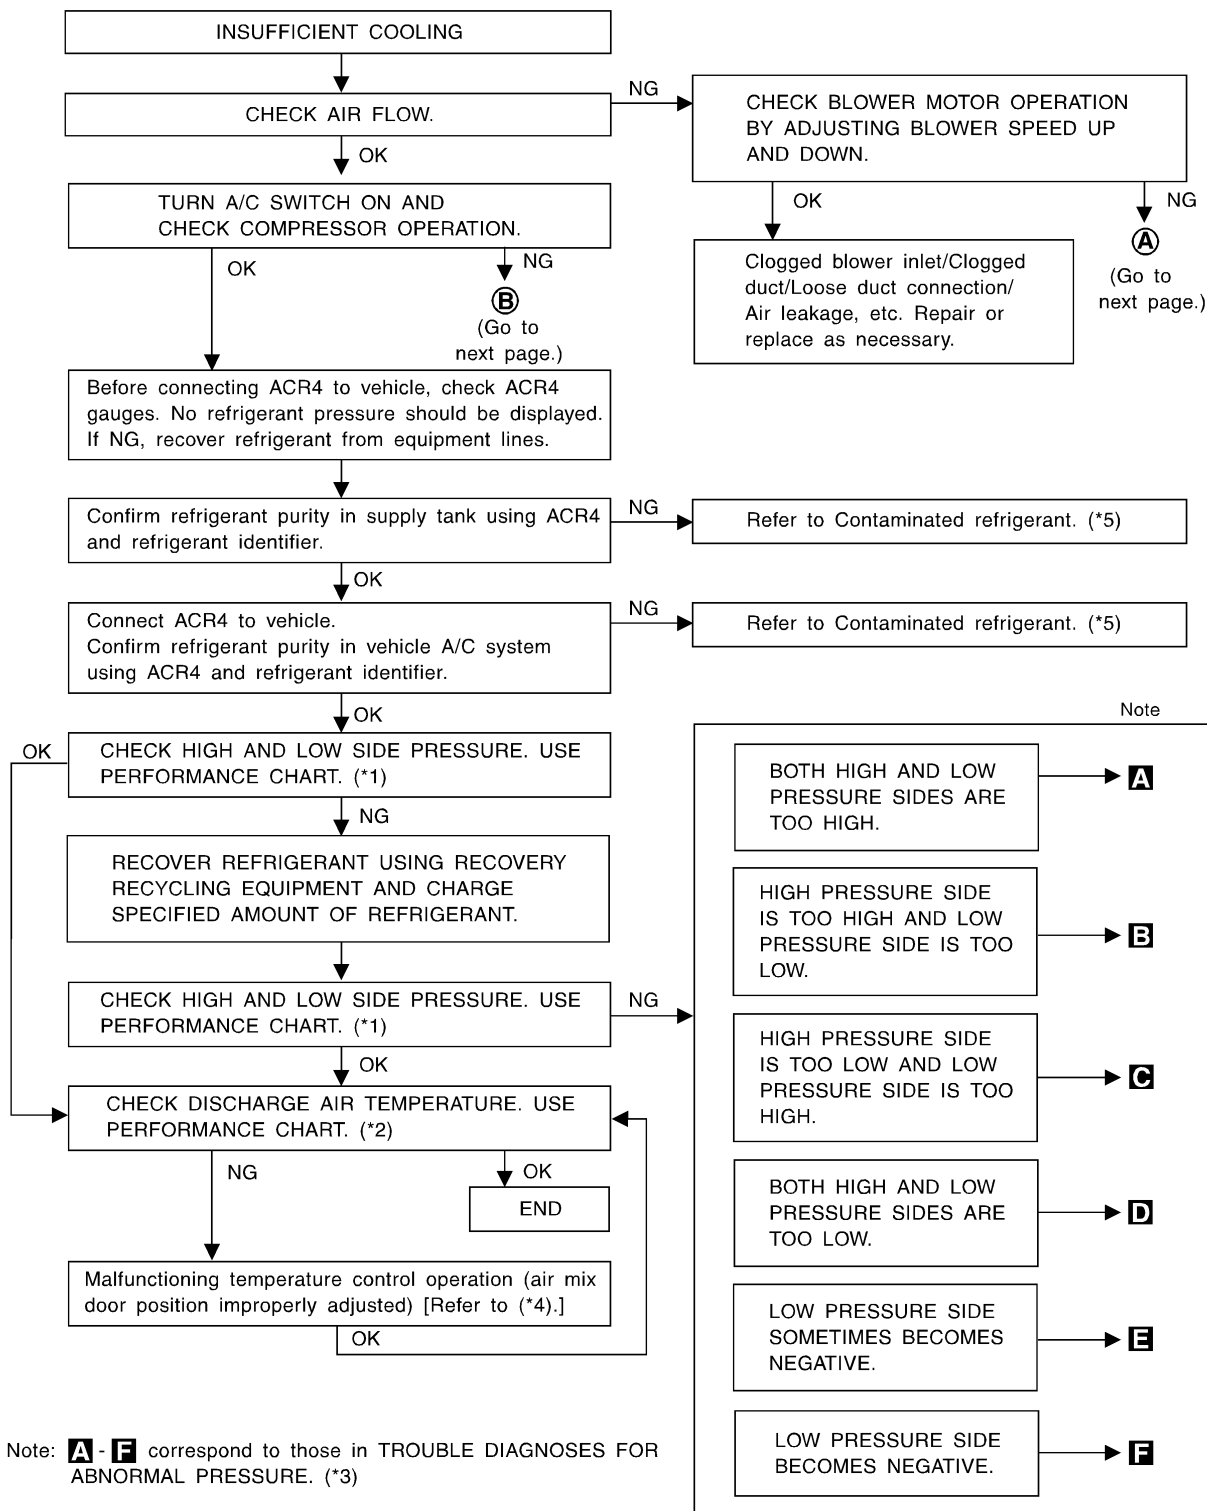 INSUFFICIENT COOLING
CHECK AIR FLOW.
NG
CHECK BLOWER MOTOR OPERATION
BY ADJUSTING BLOWER SPEED UP
AND DOWN.
OK
TURN A/C SWITCH ON AND
CHECK COMPRESSOR OPERATION.
OK
NG
B
(Go to
next page.)
OK
NG
A
(Go to
next page.)
Clogged blower inlet/Clogged
duct/Loose duct connection/
Air leakage, etc. Repair or
replace as necessary.
Before connecting ACR4 to vehicle, check ACR4
gauges. No refrigerant pressure should be displayed.
If NG, recover refrigerant from equipment lines.
Confirm refrigerant purity in supply tank using ACR4
and refrigerant identifier.
NG
Refer to Contaminated refrigerant. (*5)
OK
Connect ACR4 to vehicle.
Confirm refrigerant purity in vehicle A/C system
using ACR4 and refrigerant identifier.
NG
Refer to Contaminated refrigerant. (*5)
OK
OK
CHECK HIGH AND LOW SIDE PRESSURE. USE
PERFORMANCE CHART. (*1)
NG
RECOVER REFRIGERANT USING RECOVERY
RECYCLING EQUIPMENT AND CHARGE
SPECIFIED AMOUNT OF REFRIGERANT.
CHECK HIGH AND LOW SIDE PRESSURE. USE
PERFORMANCE CHART. (*1)
NG
OK
CHECK DISCHARGE AIR TEMPERATURE. USE
PERFORMANCE CHART. (*2)
NG
OK
END
Malfunctioning temperature control operation (air mix
door position improperly adjusted) [Refer to (*4).]
OK
Note
BOTH HIGH AND LOW
PRESSURE SIDES ARE
TOO HIGH.
A
HIGH PRESSURE SIDE
IS TOO HIGH AND LOW
PRESSURE SIDE IS TOO
LOW.
B
HIGH PRESSURE SIDE
IS TOO LOW AND LOW
PRESSURE SIDE IS TOO
HIGH.
C
BOTH HIGH AND LOW
PRESSURE SIDES ARE
TOO LOW.
D
LOW PRESSURE SIDE
SOMETIMES BECOMES
NEGATIVE.
E
LOW PRESSURE SIDE
BECOMES NEGATIVE.
F
Note: A - F correspond to those in TROUBLE DIAGNOSES FOR
ABNORMAL PRESSURE. (*3)